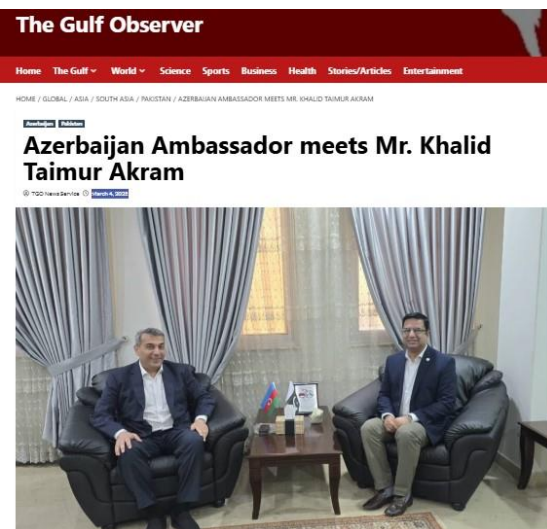 The Gulf Observer
Home The Gulf World Science Sports Business Health Stories/Articles Entertainment
HOME / GLOBAL / ASIA / SOUTH ASIA / PAKISTAN / AZERBAIJAN AMBASSADOR MEETS MR. KHALID TAIMUR AKRAM
Azerbaijan Pakistan
Azerbaijan Ambassador meets Mr. Khalid
Taimur Akram
TGO News Service March 4,